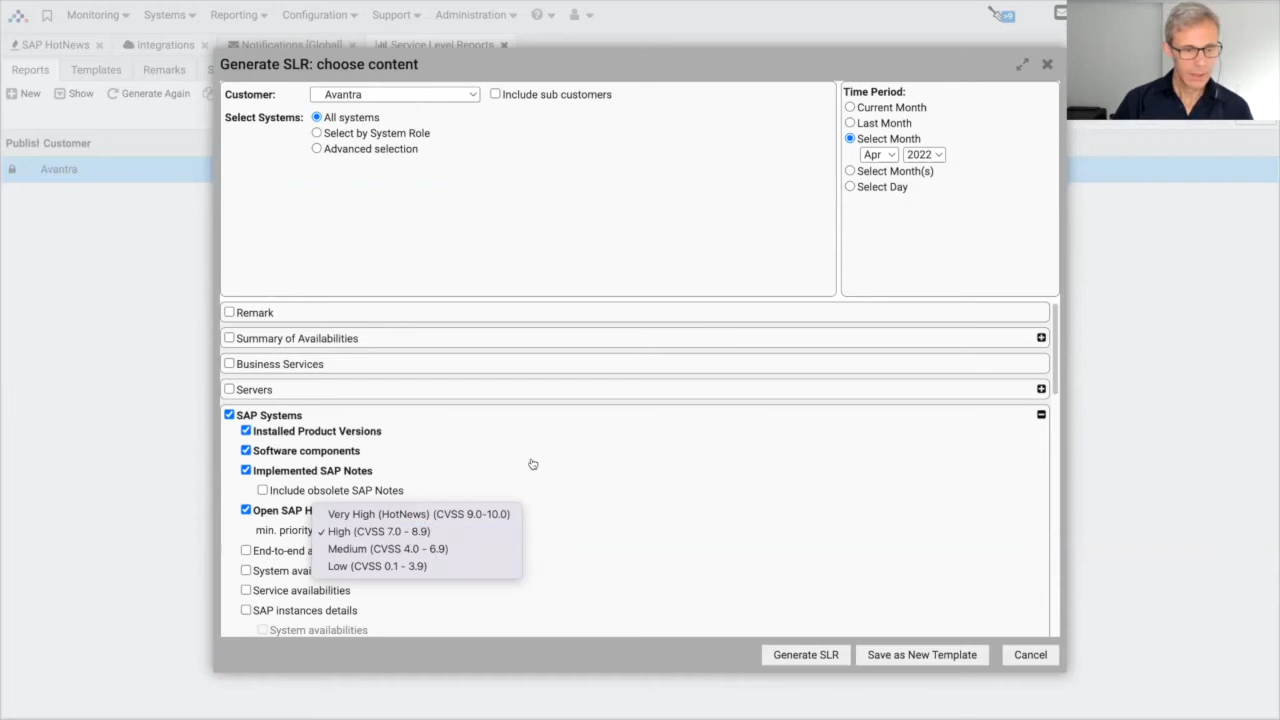 Monitoring Systems Reporting Configuration Support Administration
+9
SAP HotNews Integrations Notifications [Global] Service Level Reports
Reports Templates Remarks
New Show Generate Again
Generate SLR: choose content
Customer: Avantra Include sub customers
Select Systems: All systems
Select by System Role
Advanced selection
Time Period:
Current Month
Last Month
Select Month
Apr 2022
Select Month(s)
Select Day
Publisl Customer
Avantra
Remark
Summary of Availabilities
Business Services
Servers
SAP Systems
Installed Product Versions
Software components
Implemented SAP Notes
Include obsolete SAP Notes
Open SAP H
min. priority
Very High (HotNews) (CVSS 9.0-10.0)
High (CVSS 7.0 - 8.9)
Medium (CVSS 4.0 - 6.9)
Low (CVSS 0.1 - 3.9)
End-to-end a
System avai
Service availabilities
SAP instances details
System availabilities
Generate SLR Save as New Template Cancel